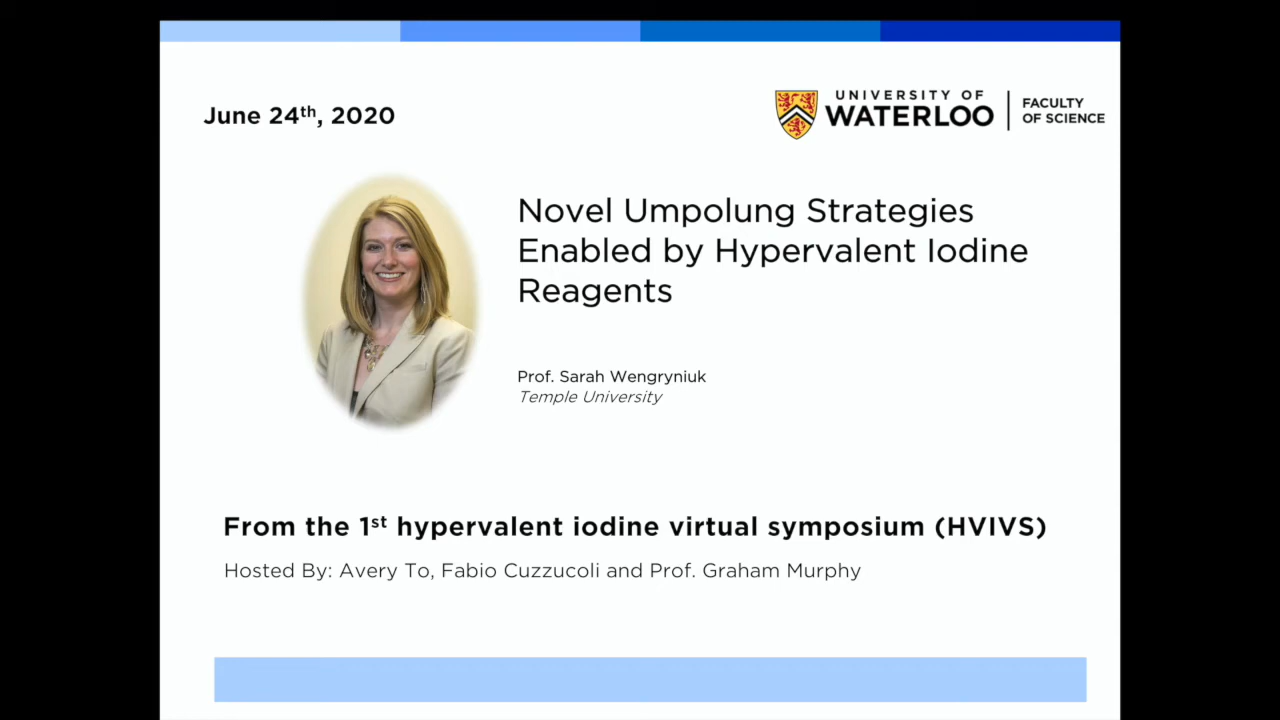 June 24th, 2020
UNIVERSITY OF
WATERLOO
FACULTY
OF SCIENCE
Novel Umpolung Strategies
Enabled by Hypervalent Iodine
Reagents
Prof. Sarah Wengryniuk
Temple University
From the 1st hypervalent iodine virtual symposium (HVIVS)
Hosted By: Avery To, Fabio Cuzzucoli and Prof. Graham Murphy